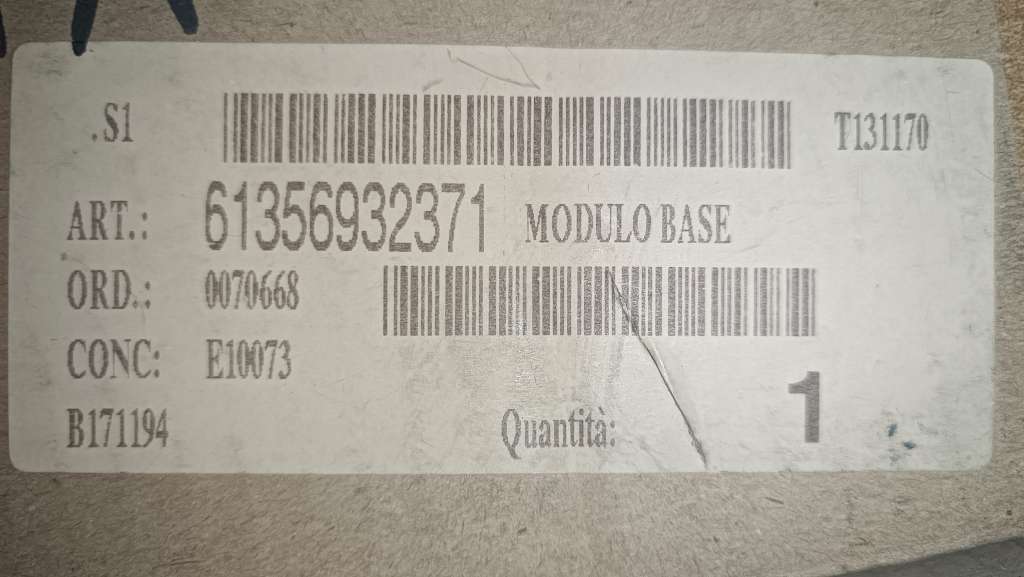 .S1 T131170
ART.: 61356932371 MODULO BASE
ORD.: 0070668
CONC: E10073
B171194 Quantità: 1